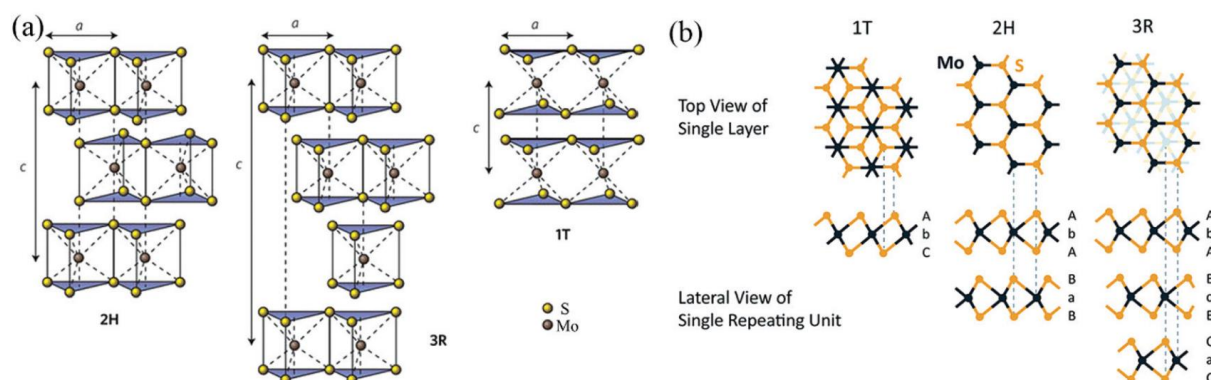 (a)
a
c
2H
a
c
3R
a
c
1T
S
Mo
(b)
1T
2H
3R
Mo
S
Top View of
Single Layer
A
b
C
A
b
A
A
b
A
Lateral View of
Single Repeating Unit
B
a
B
B
c
B
C
a
C